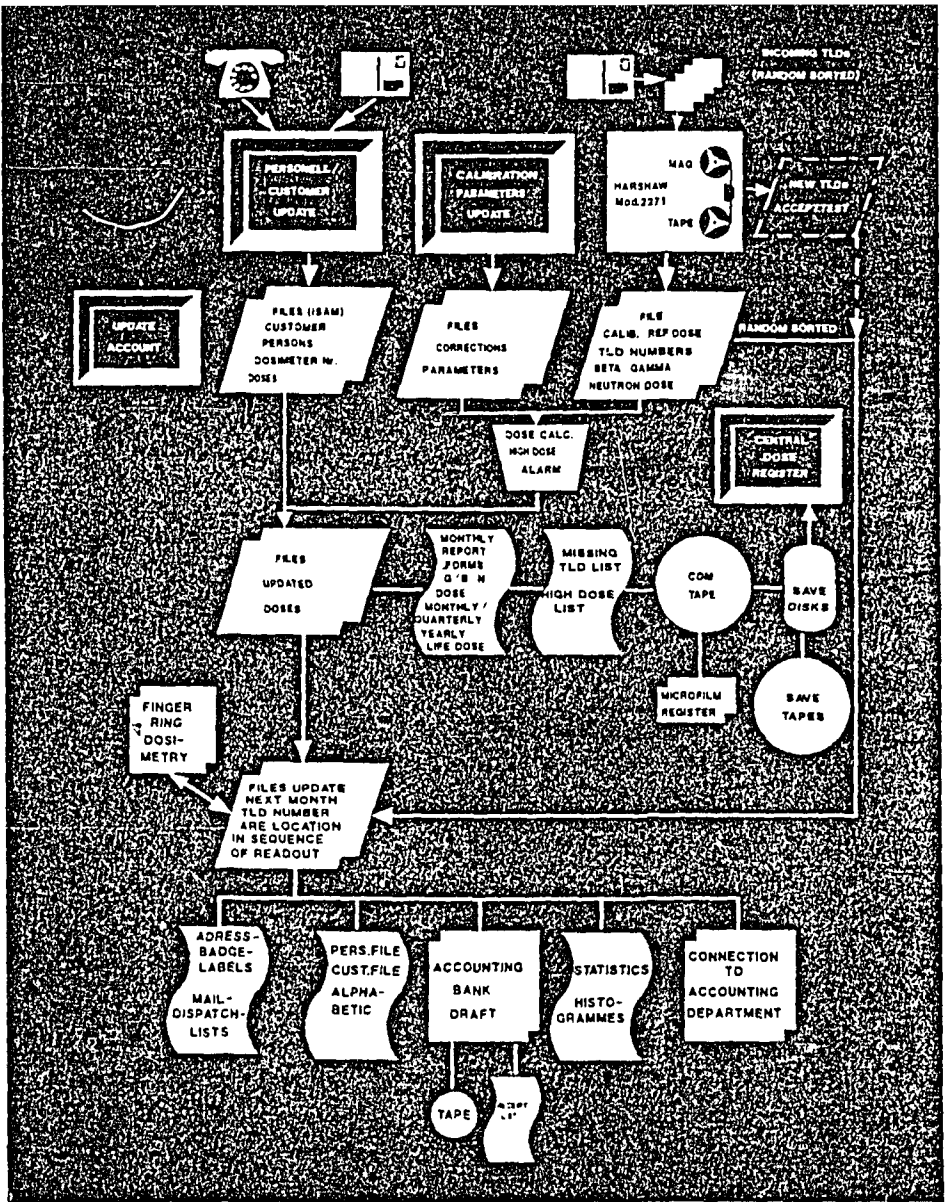 INCOMING TLDs
(RANDOM SORTED)
PERSONELL
CUSTOMER
UPDATE
CALIBRATION
PARAMETERS
UPDATE
MAG
HARSHAW
Mod.2271
TAPE
NEW TLDs
ACCEPTTEST
UPDATE
ACCOUNT
FILES (ISAM)
CUSTOMER
PERSONS
DOSIMETER Nr.
DOSES
FILES
CORRECTIONS
PARAMETERS
FILE
CALIB. REF DOSE
TLD NUMBERS
BETA GAMMA
NEUTRON DOSE
RANDOM SORTED
DOSE CALC.
HIGH DOSE
ALARM
CENTRAL
DOSE
REGISTER
FILES
UPDATED
DOSES
MONTHLY
REPORT
FORMS
G B N
DOSE
MONTHLY /
QUARTERLY
YEARLY
LIFE DOSE
MISSING
TLD LIST
HIGH DOSE
LIST
COM
TAPE
SAVE
DISKS
MICROFILM
REGISTER
SAVE
TAPES
FINGER
RING
DOSI-
METRY
FILES UPDATE
NEXT MONTH
TLD NUMBER
ARE LOCATION
IN SEQUENCE
OF READOUT
ADRESS-
BADGE-
LABELS
MAIL-
DISPATCH-
LISTS
PERS.FILE
CUST.FILE
ALPHA-
BETIC
ACCOUNTING
BANK
DRAFT
STATISTICS
HISTO-
GRAMMES
CONNECTION
TO
ACCOUNTING
DEPARTMENT
TAPE